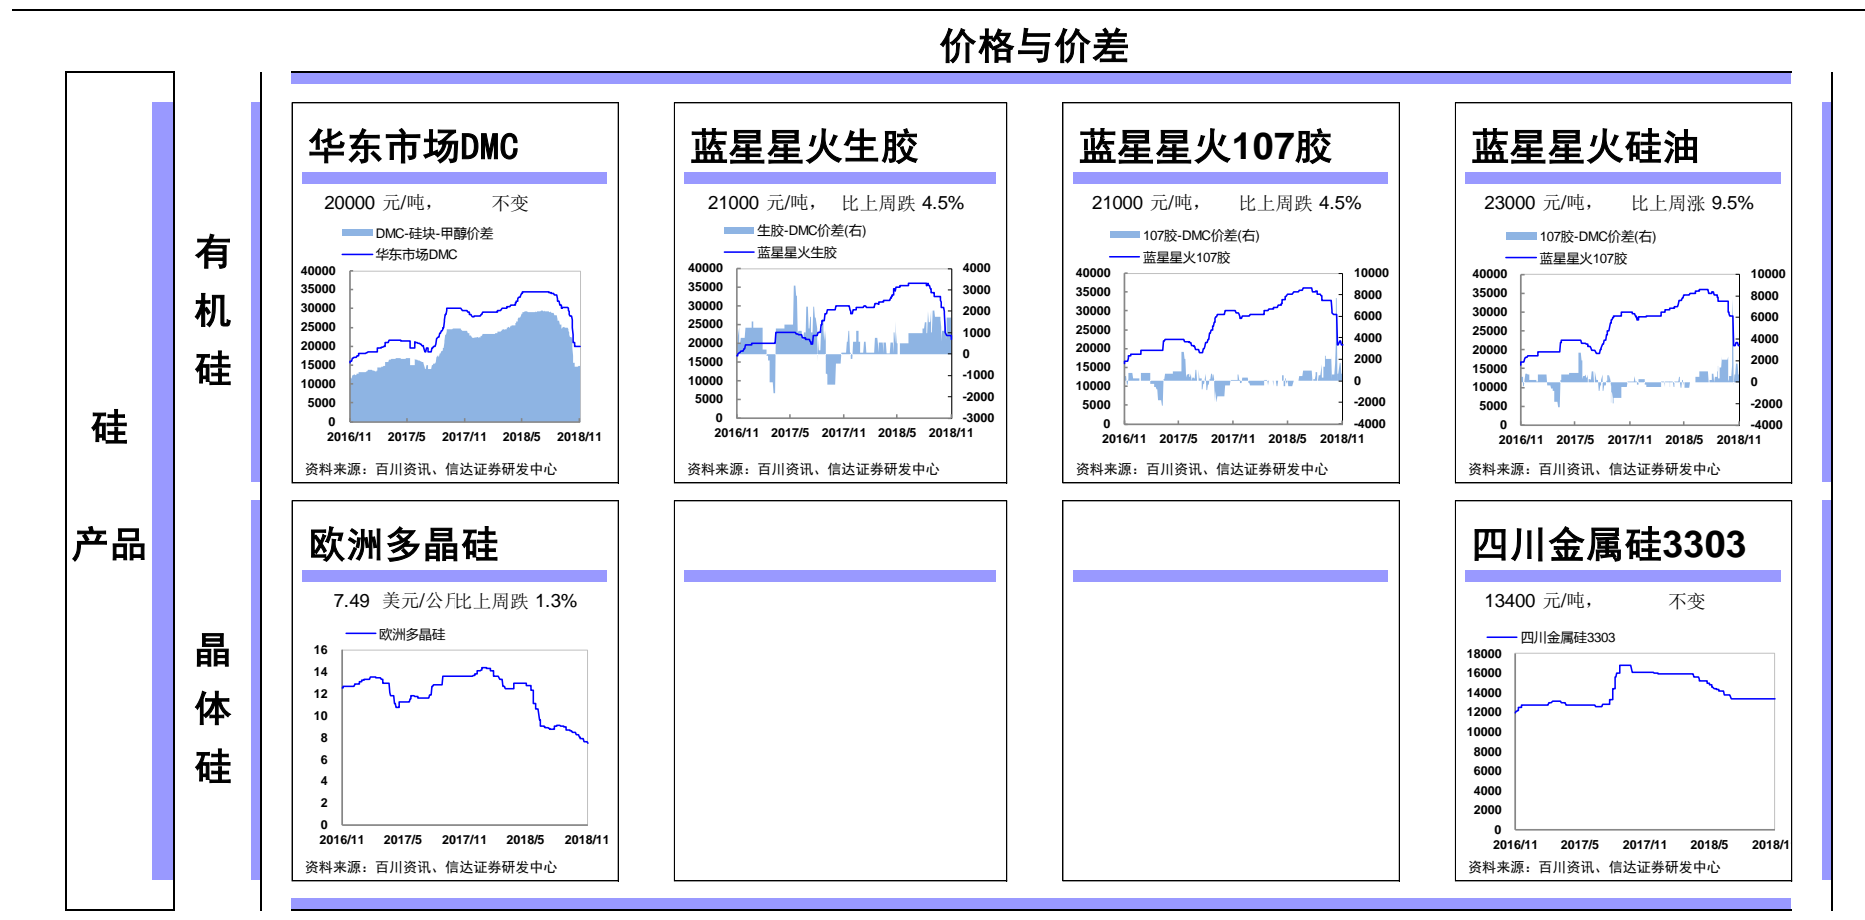 价格与价差
硅
产品
有
机
硅
华东市场DMC
20000 元/吨， 不变
DMC-硅块-甲醇价差
华东市场DMC
40000
35000
30000
25000
20000
15000
10000
5000
0
2016/11 2017/5 2017/11 2018/5 2018/11
资料来源：百川资讯、信达证券研发中心
蓝星星火生胶
21000 元/吨， 比上周跌 4.5%
生胶-DMC价差(右)
蓝星星火生胶
40000 4000
35000 3000
30000 2000
25000 1000
20000 0
15000 -1000
10000 -2000
5000 -3000
0
2016/11 2017/5 2017/11 2018/5 2018/11
资料来源：百川资讯、信达证券研发中心
蓝星星火107胶
21000 元/吨， 比上周跌 4.5%
107胶-DMC价差(右)
蓝星星火107胶
40000 10000
35000 8000
30000 6000
25000 4000
20000 2000
15000 0
10000 -2000
5000 -4000
0
2016/11 2017/5 2017/11 2018/5 2018/11
资料来源：百川资讯、信达证券研发中心
蓝星星火硅油
23000 元/吨， 比上周涨 9.5%
107胶-DMC价差(右)
蓝星星火107胶
40000 10000
35000 8000
30000 6000
25000 4000
20000 2000
15000 0
10000 -2000
5000 -4000
0
2016/11 2017/5 2017/11 2018/5 2018/11
资料来源：百川资讯、信达证券研发中心
晶
体
硅
欧洲多晶硅
7.49 美元/公斤 比上周跌 1.3%
欧洲多晶硅
16
14
12
10
8
6
4
2
0
2016/11 2017/5 2017/11 2018/5 2018/11
资料来源：百川资讯、信达证券研发中心
四川金属硅3303
13400 元/吨， 不变
四川金属硅3303
18000
16000
14000
12000
10000
8000
6000
4000
2000
0
2016/11 2017/5 2017/11 2018/5 2018/1
资料来源：百川资讯、信达证券研发中心